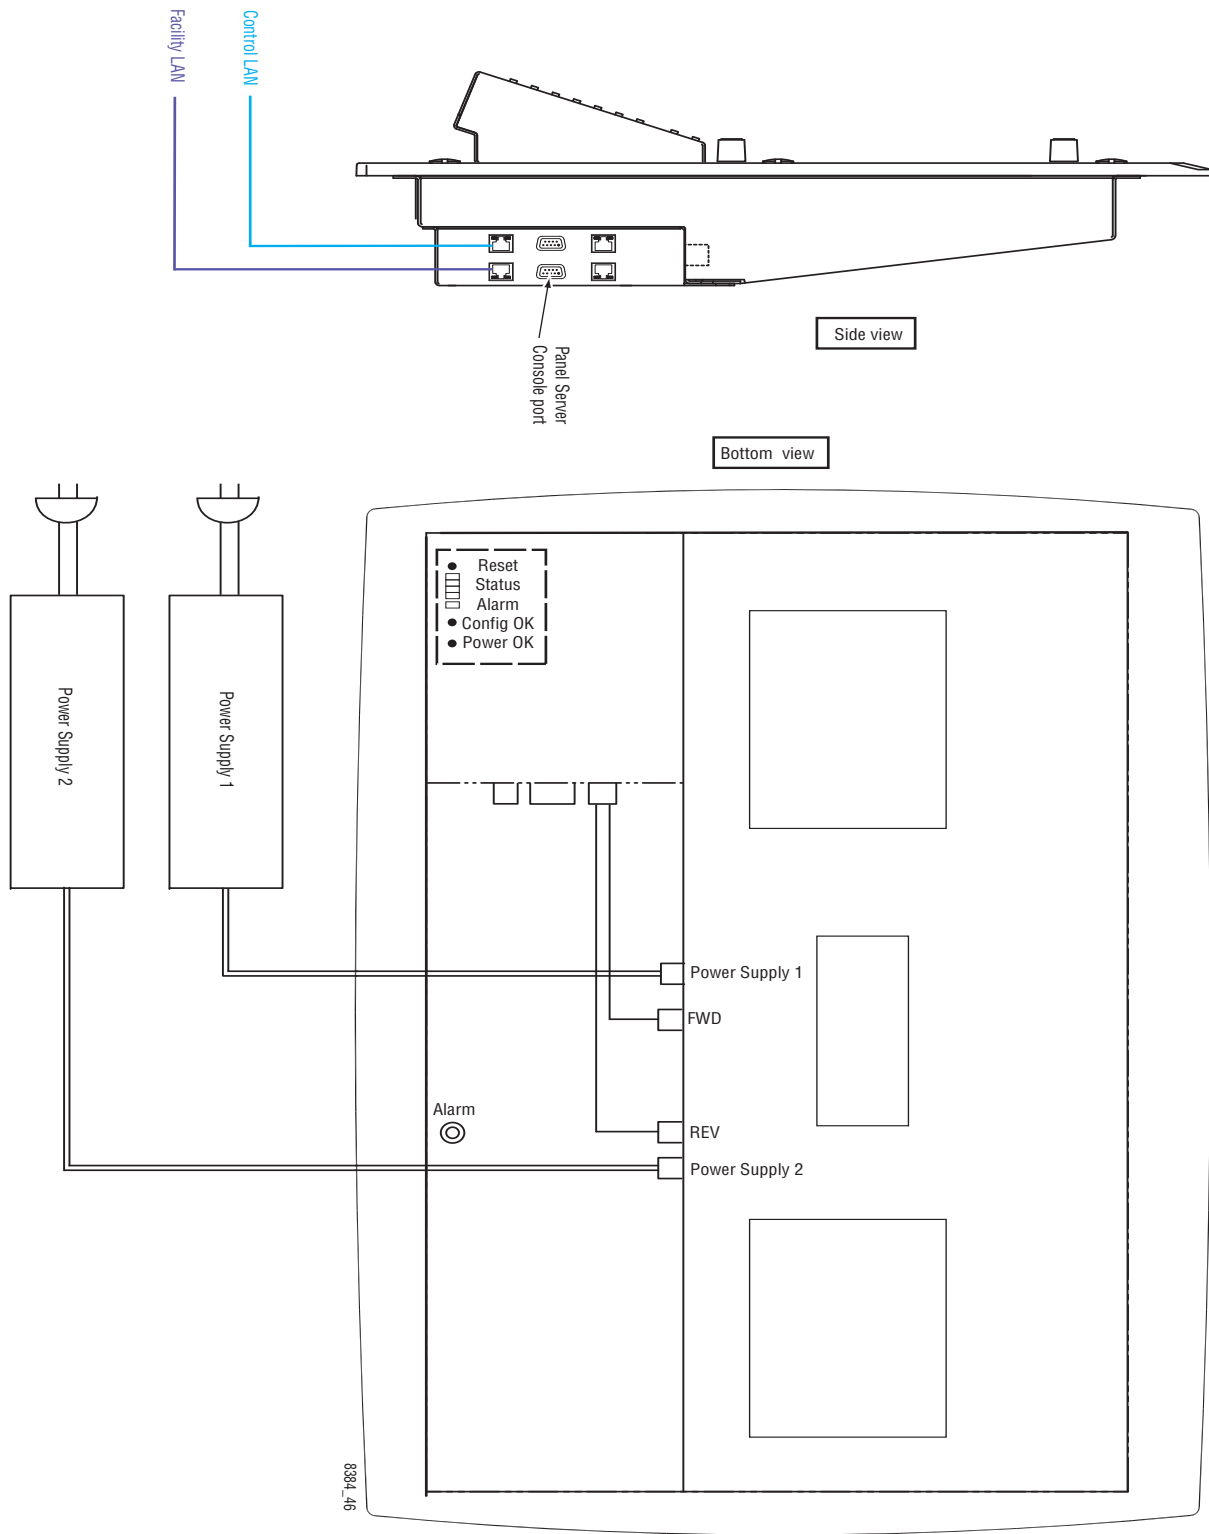 Facility LAN
Control LAN
Side view
Panel Server
Console port
Bottom view
Reset
Status
Alarm
Config OK
Power OK
Power Supply 2
Power Supply 1
Power Supply 1
FWD
Alarm
REV
Power Supply 2
8384_46